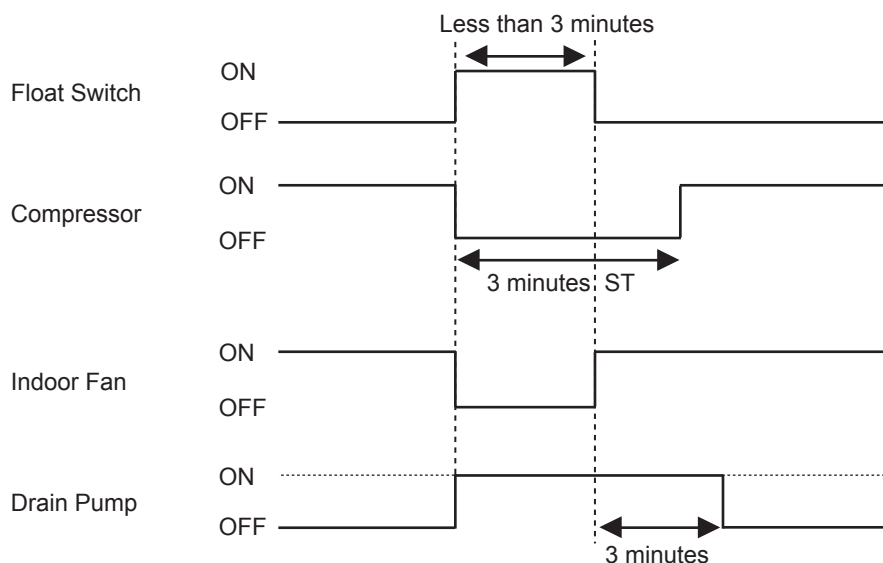 Less than 3 minutes
ON
Float Switch
OFF
ON
Compressor
OFF
3 minutes ST
ON
Indoor Fan
OFF
ON
Drain Pump
OFF
3 minutes